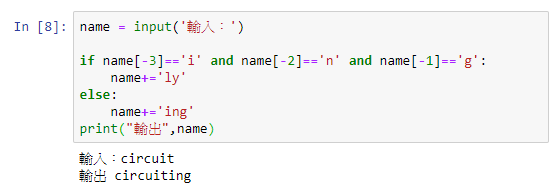 In [8]: name = input('輸入：')
if name[-3]=='i' and name[-2]=='n' and name[-1]=='g':
    name+='ly'
else:
    name+='ing'
print("輸出",name)
輸入：circuit
輸出 circuiting